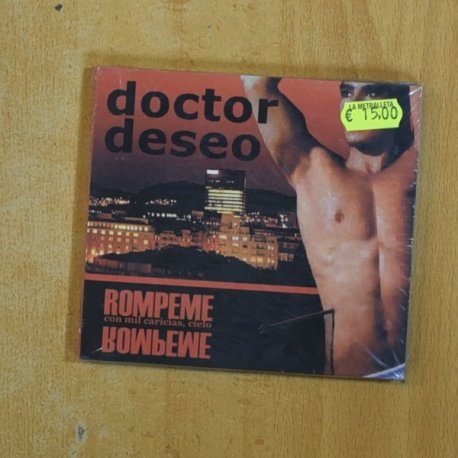 doctor
deseo
LA METRALLETA
€ 15.00
ROMPEME
con mil caricias, cielo
ROMPEME